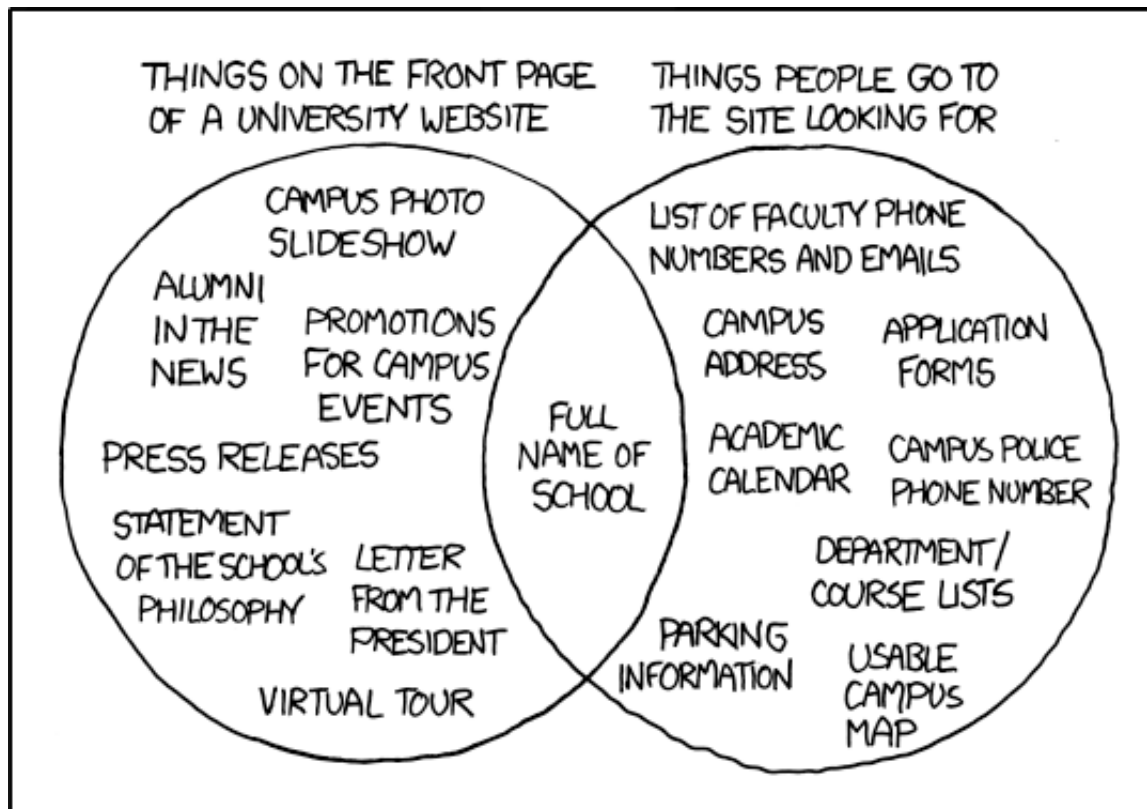 THINGS ON THE FRONT PAGE
OF A UNIVERSITY WEBSITE
THINGS PEOPLE GO TO
THE SITE LOOKING FOR
CAMPUS PHOTO
SLIDESHOW
ALUMNI
IN THE
NEWS
PROMOTIONS
FOR CAMPUS
EVENTS
PRESS RELEASES
STATEMENT
OF THE SCHOOL'S
PHILOSOPHY
LETTER
FROM THE
PRESIDENT
VIRTUAL TOUR
FULL
NAME OF
SCHOOL
LIST OF FACULTY PHONE
NUMBERS AND EMAILS
CAMPUS
ADDRESS
APPLICATION
FORMS
ACADEMIC
CALENDAR
CAMPUS POLICE
PHONE NUMBER
DEPARTMENT/
COURSE LISTS
PARKING
INFORMATION
USABLE
CAMPUS
MAP